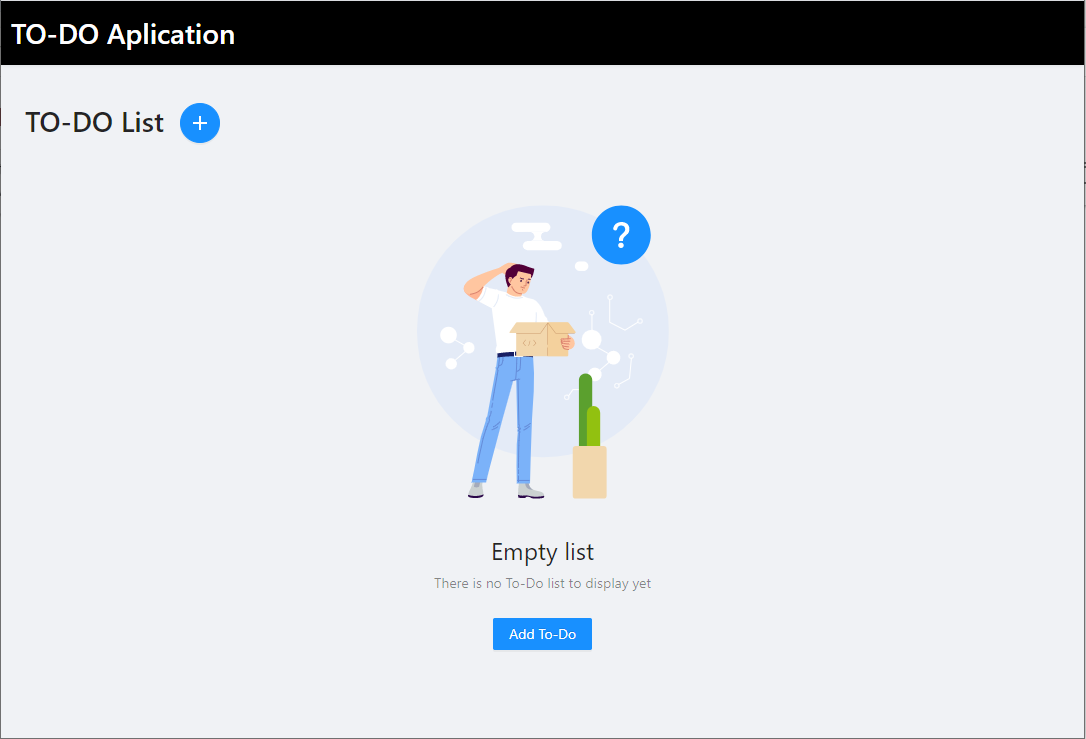 TO-DO Aplication
TO-DO List +
?
</>
Empty list
There is no To-Do list to display yet
Add To-Do